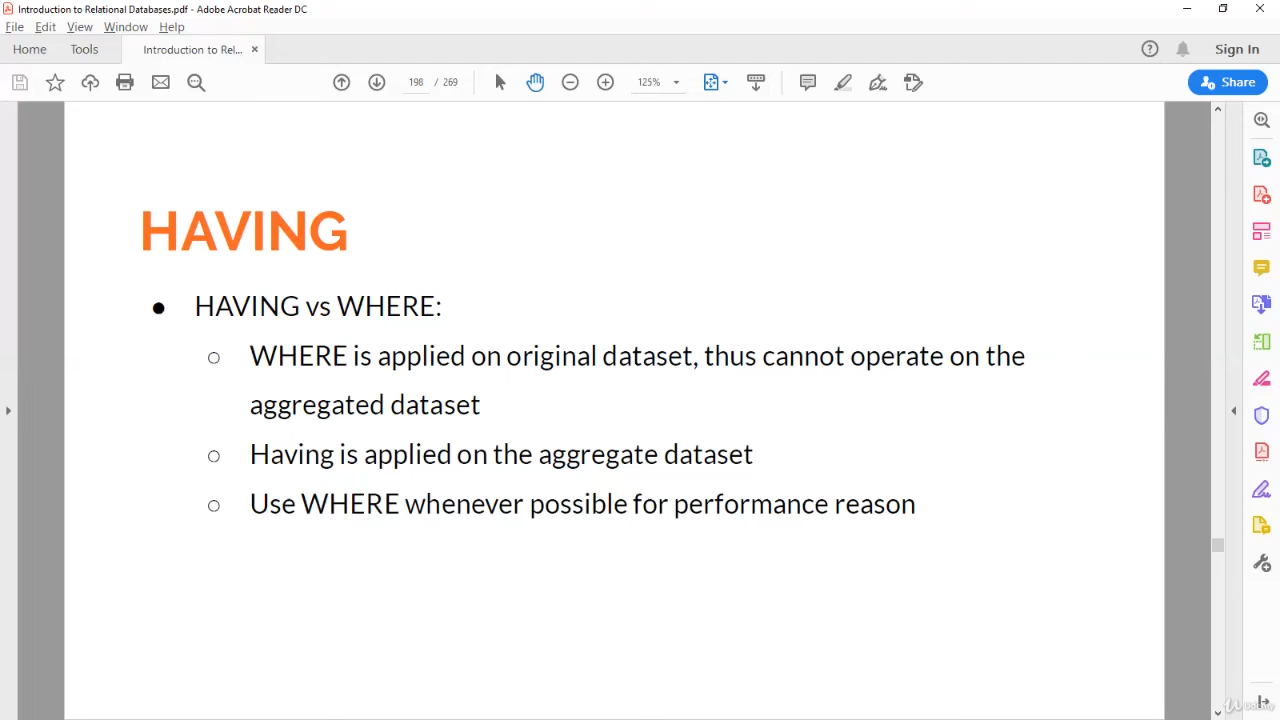 Introduction to Relational Databases.pdf - Adobe Acrobat Reader DC
File Edit View Window Help
Home Tools Introduction to Rel... Sign In
198 / 269 125% Share
HAVING
HAVING vs WHERE:
WHERE is applied on original dataset, thus cannot operate on the
aggregated dataset
Having is applied on the aggregate dataset
Use WHERE whenever possible for performance reason
Udemy